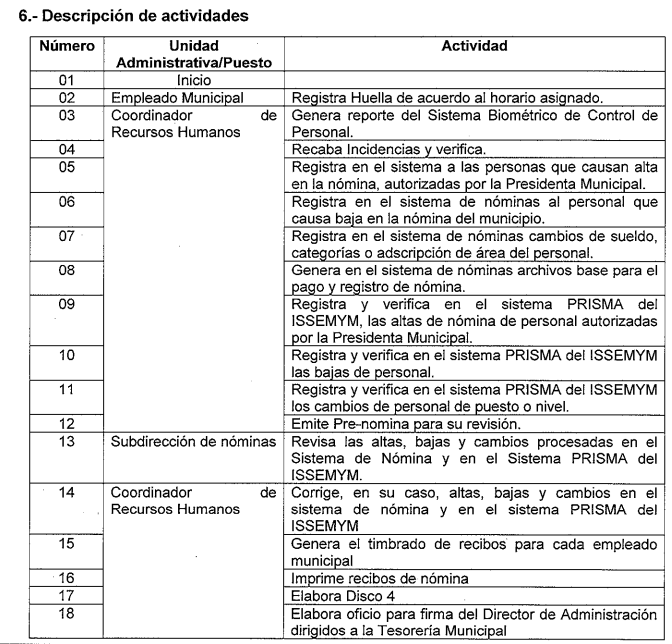 6.- Descripción de actividades
Número Unidad Actividad
Administrativa/Puesto
01 Inicio
02 Empleado Municipal Registra Huella de acuerdo al horario asignado.
03 Coordinador de Genera reporte del Sistema Biométrico de Control de
Recursos Humanos Personal.
04 Recaba Incidencias y verifica.
05 Registra en el sistema a las personas que causan alta
en la nómina, autorizadas por la Presidenta Municipal.
06 Registra en el sistema de nóminas al personal que
causa baja en la nómina del municipio.
07 Registra en el sistema de nóminas cambios de sueldo,
categorías o adscripción de área del personal.
08 Genera en el sistema de nóminas archivos base para el
pago y registro de nómina.
09 Registra y verifica en el sistema PRISMA del
ISSEMYM, las altas de nómina de personal autorizadas
por la Presidenta Municipal.
10 Registra y verifica en el sistema PRISMA del ISSEMYM
las bajas de personal.
11 Registra y verifica en el sistema PRISMA del ISSEMYM
los cambios de personal de puesto o nivel.
12 Emite Pre-nomina para su revisión.
13 Subdirección de nóminas Revisa las altas, bajas y cambios procesadas en el
Sistema de Nómina y en el Sistema PRISMA del
ISSEMYM.
14 Coordinador de Corrige, en su caso, altas, bajas y cambios en el
Recursos Humanos sistema de nómina y en el sistema PRISMA del
ISSEMYM
15 Genera el timbrado de recibos para cada empleado
municipal
16 Imprime recibos de nómina
17 Elabora Disco 4
18 Elabora oficio para firma del Director de Administración
dirigidos a la Tesorería Municipal